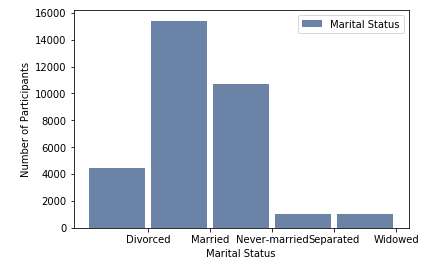 16000
14000
12000
10000
8000
6000
4000
2000
0
Number of Participants
Marital Status
Divorced Married Never-married Separated Widowed
Marital Status